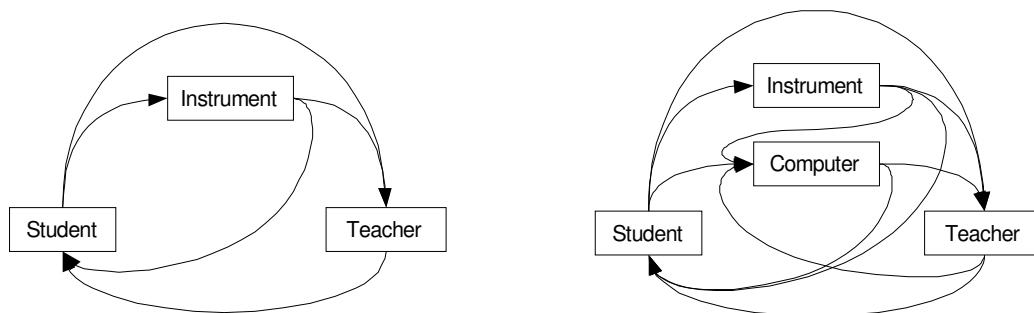 Instrument
Student
Teacher
Instrument
Computer
Student
Teacher